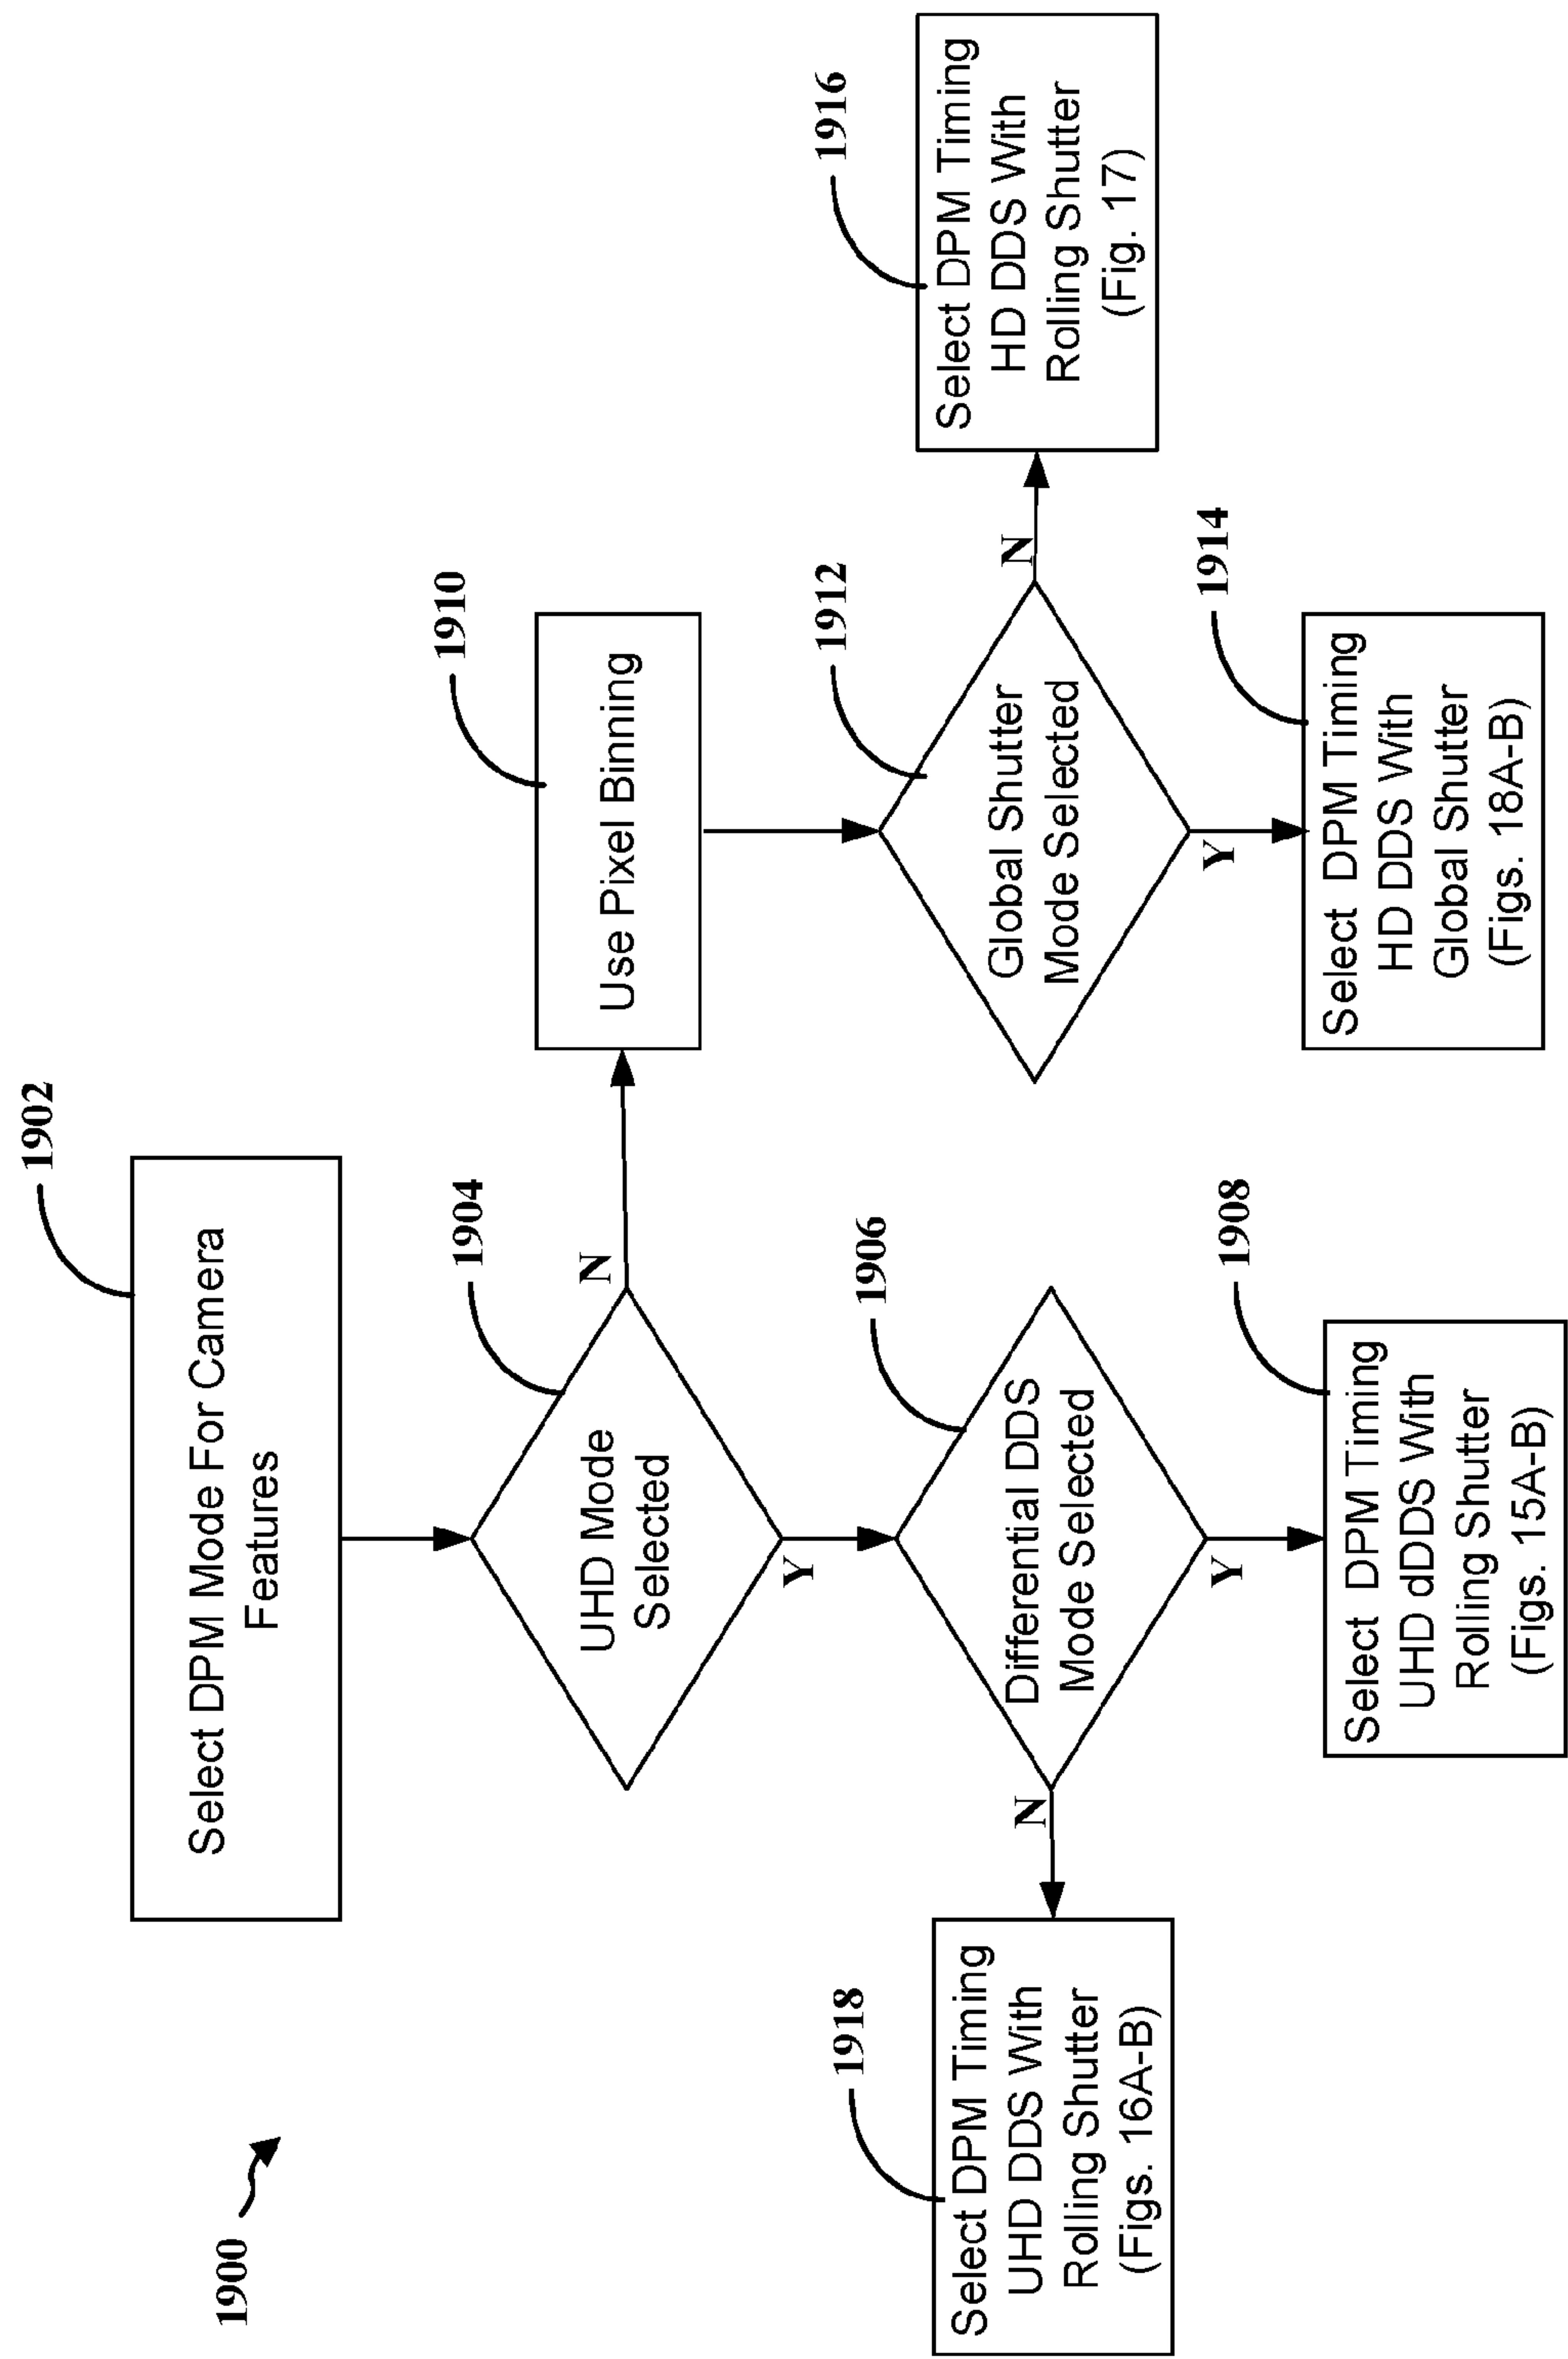 1900
1902
Select DPM Mode For Camera
Features
1904
UHD Mode
Selected
N
Y
1910
Use Pixel Binning
1906
Differential DDS
Mode Selected
N
Y
1912
Global Shutter
Mode Selected
N
Y
1918
Select DPM Timing
UHD DDS With
Rolling Shutter
(Figs. 16A-B)
1908
Select DPM Timing
UHD dDDS With
Rolling Shutter
(Figs. 15A-B)
1914
Select DPM Timing
HD DDS With
Global Shutter
(Figs. 18A-B)
1916
Select DPM Timing
HD DDS With
Rolling Shutter
(Fig. 17)